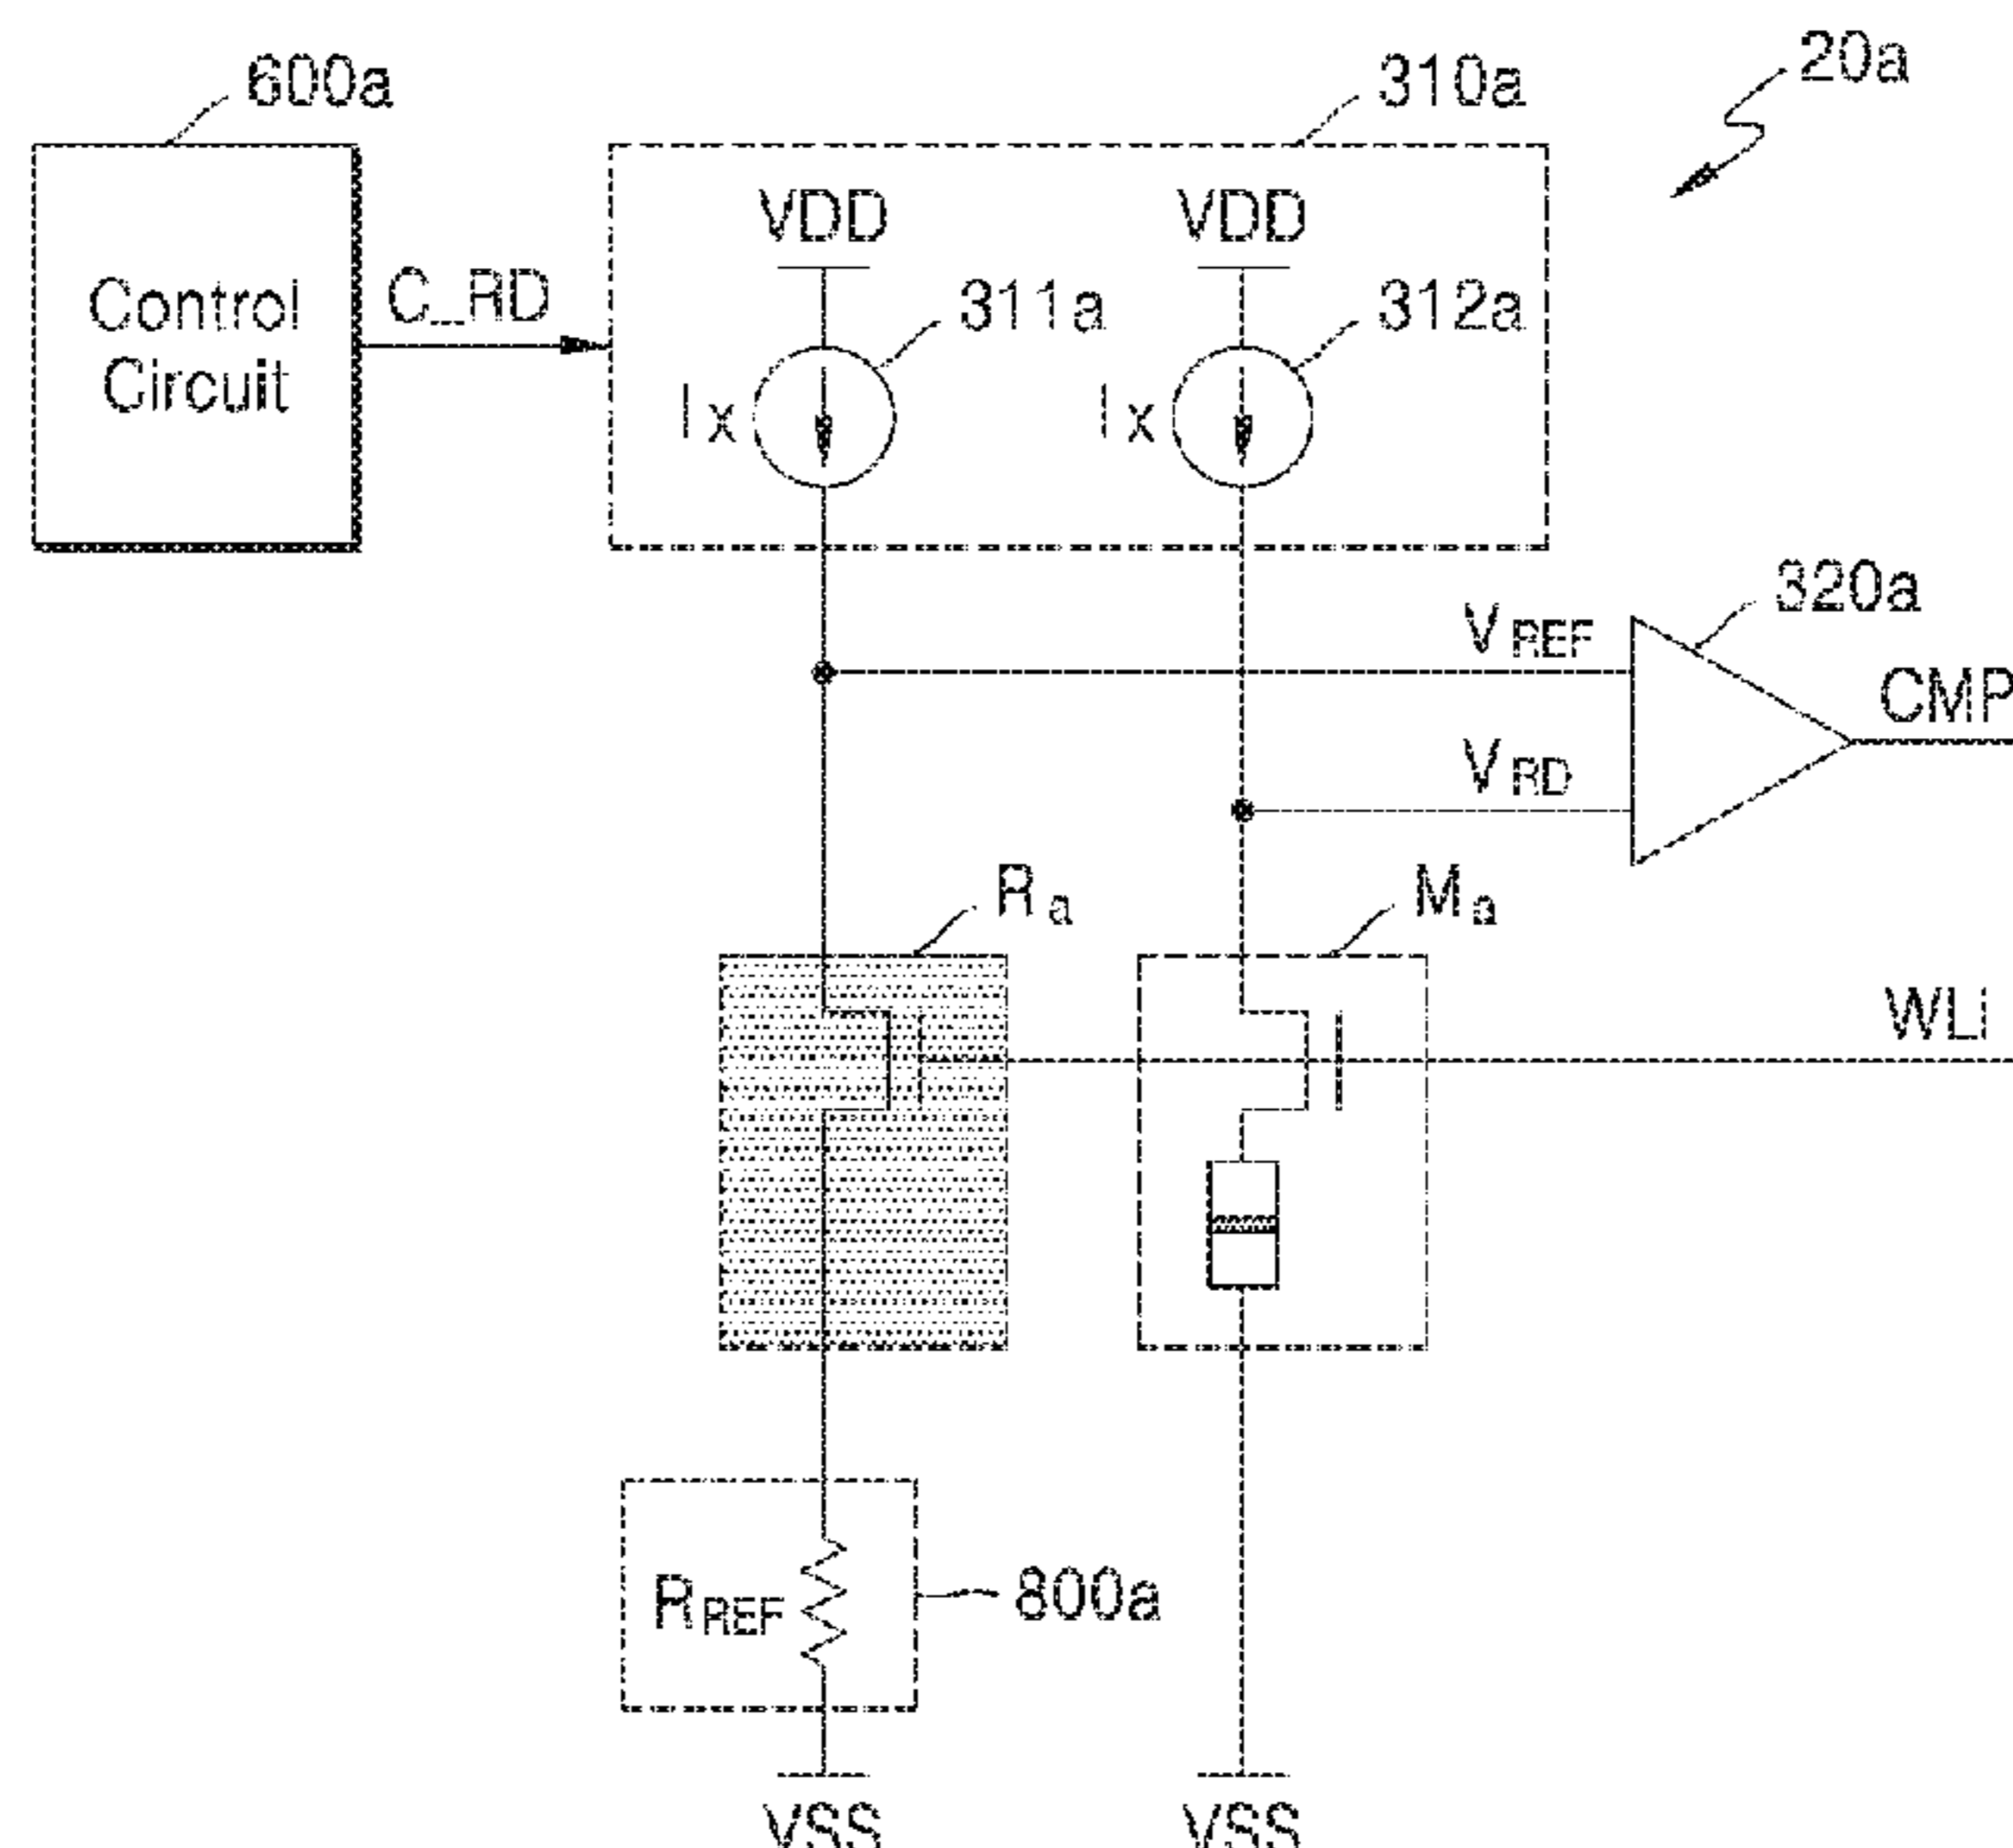 600a
310a
20a
VDD
VDD
Control
Circuit
C_RD
311a
312a
Ix
Ix
320a
VREF
CMP
VRD
Ra
Ma
WLi
RREF
800a
VSS
VSS